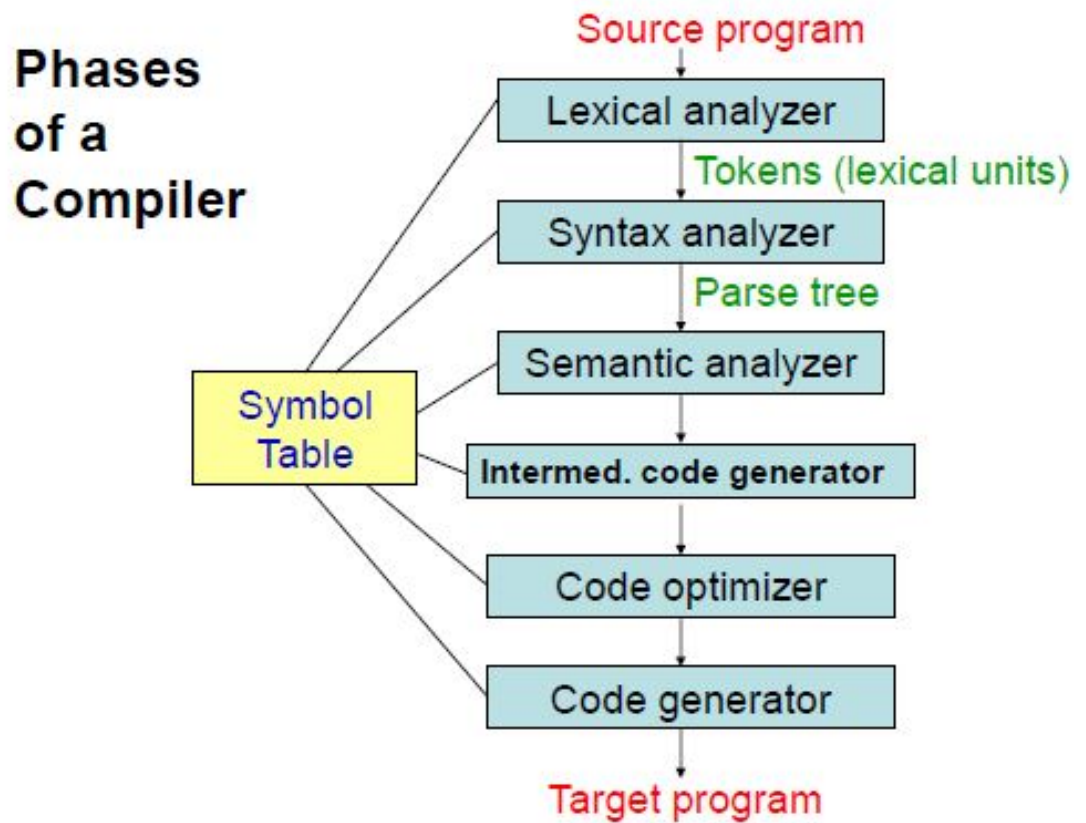 Phases
of a
Compiler
Source program
Lexical analyzer
Tokens (lexical units)
Syntax analyzer
Parse tree
Semantic analyzer
Symbol
Table
Intermed. code generator
Code optimizer
Code generator
Target program